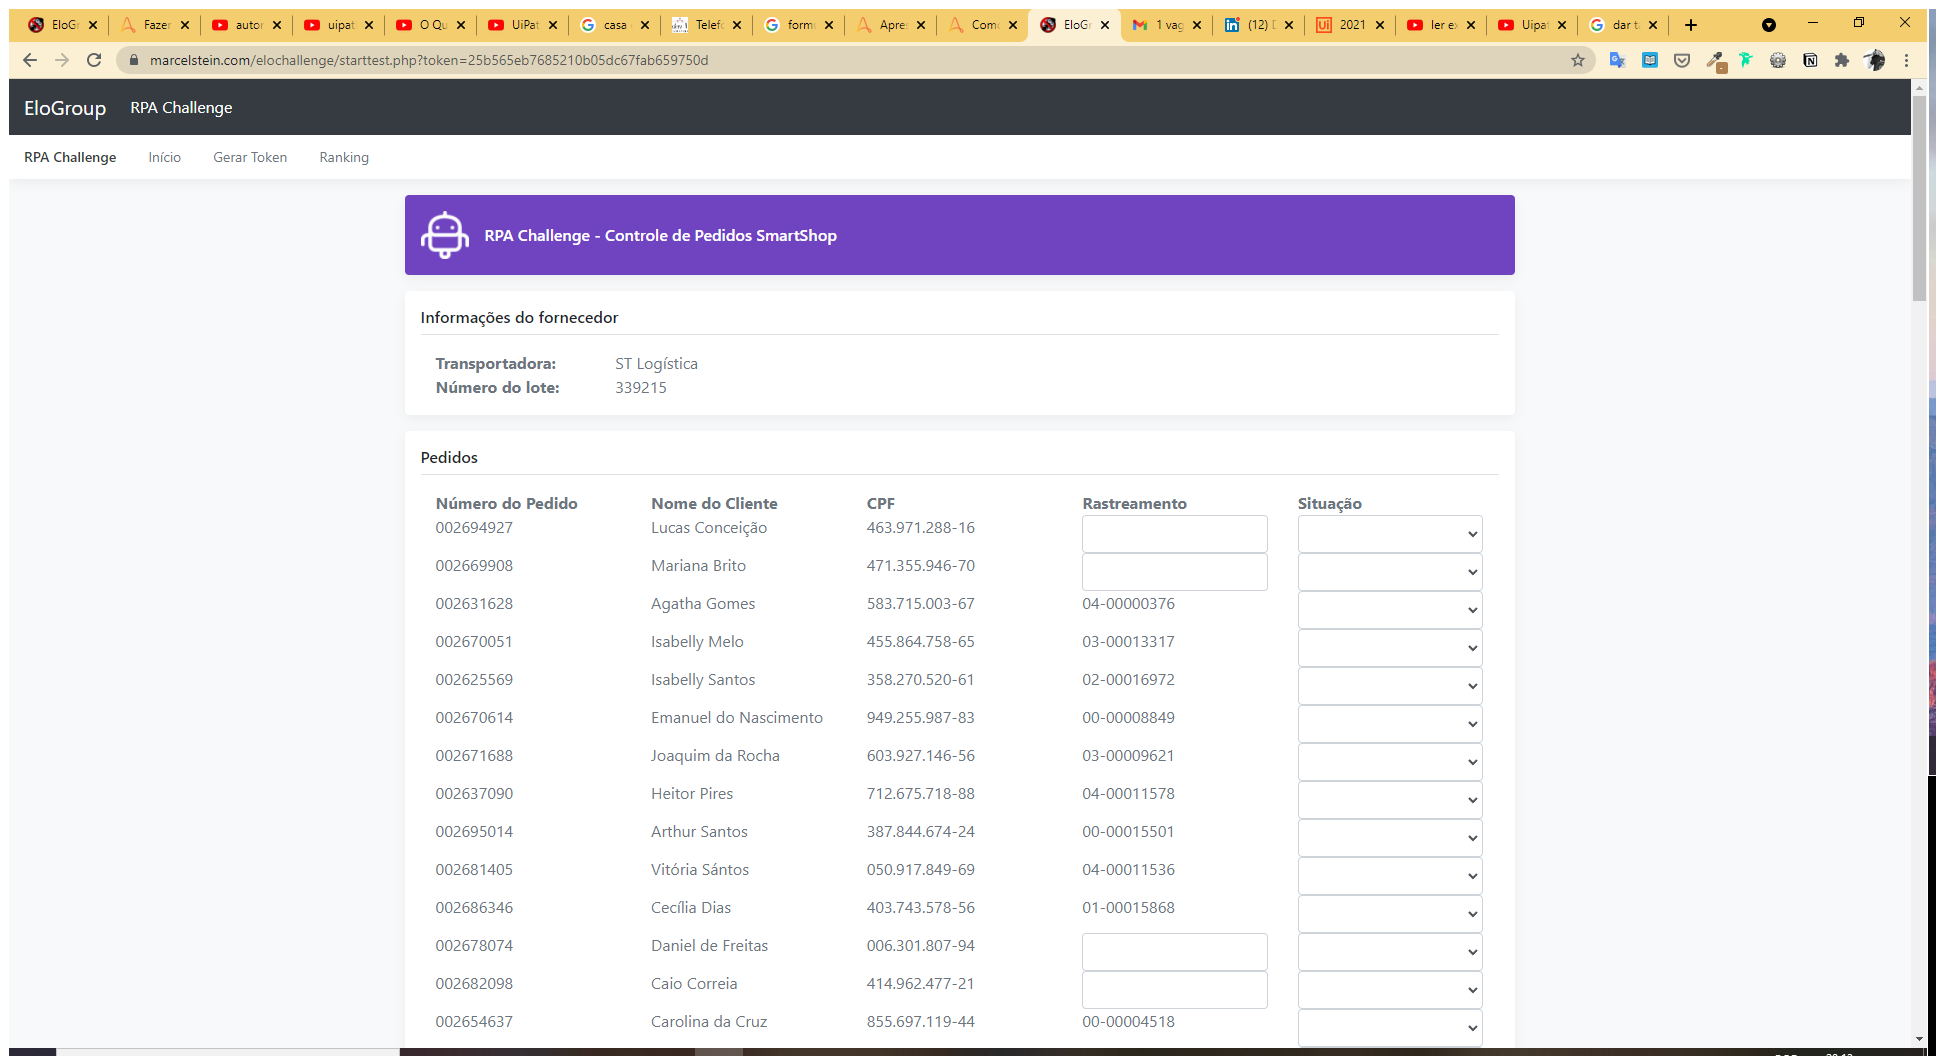 EloGr Fazer autor uipat O Qu UiPat casa Telefo form Apre Como EloG 1 vag (12) 2021 ler e Uipa dar t
marcelstein.com/elochallenge/starttest.php?token=25b565eb7685210b05dc67fab659750d
EloGroup RPA Challenge
RPA Challenge Início Gerar Token Ranking
RPA Challenge - Controle de Pedidos SmartShop
Informações do fornecedor
Transportadora: ST Logística
Número do lote: 339215
Pedidos
Número do Pedido Nome do Cliente CPF Rastreamento Situação
002694927 Lucas Conceição 463.971.288-16
002669908 Mariana Brito 471.355.946-70
002631628 Agatha Gomes 583.715.003-67 04-00000376
002670051 Isabelly Melo 455.864.758-65 03-00013317
002625569 Isabelly Santos 358.270.520-61 02-00016972
002670614 Emanuel do Nascimento 949.255.987-83 00-00008849
002671688 Joaquim da Rocha 603.927.146-56 03-00009621
002637090 Heitor Pires 712.675.718-88 04-00011578
002695014 Arthur Santos 387.844.674-24 00-00015501
002681405 Vitória Sántos 050.917.849-69 04-00011536
002686346 Cecília Dias 403.743.578-56 01-00015868
002678074 Daniel de Freitas 006.301.807-94
002682098 Caio Correia 414.962.477-21
002654637 Carolina da Cruz 855.697.119-44 00-00004518